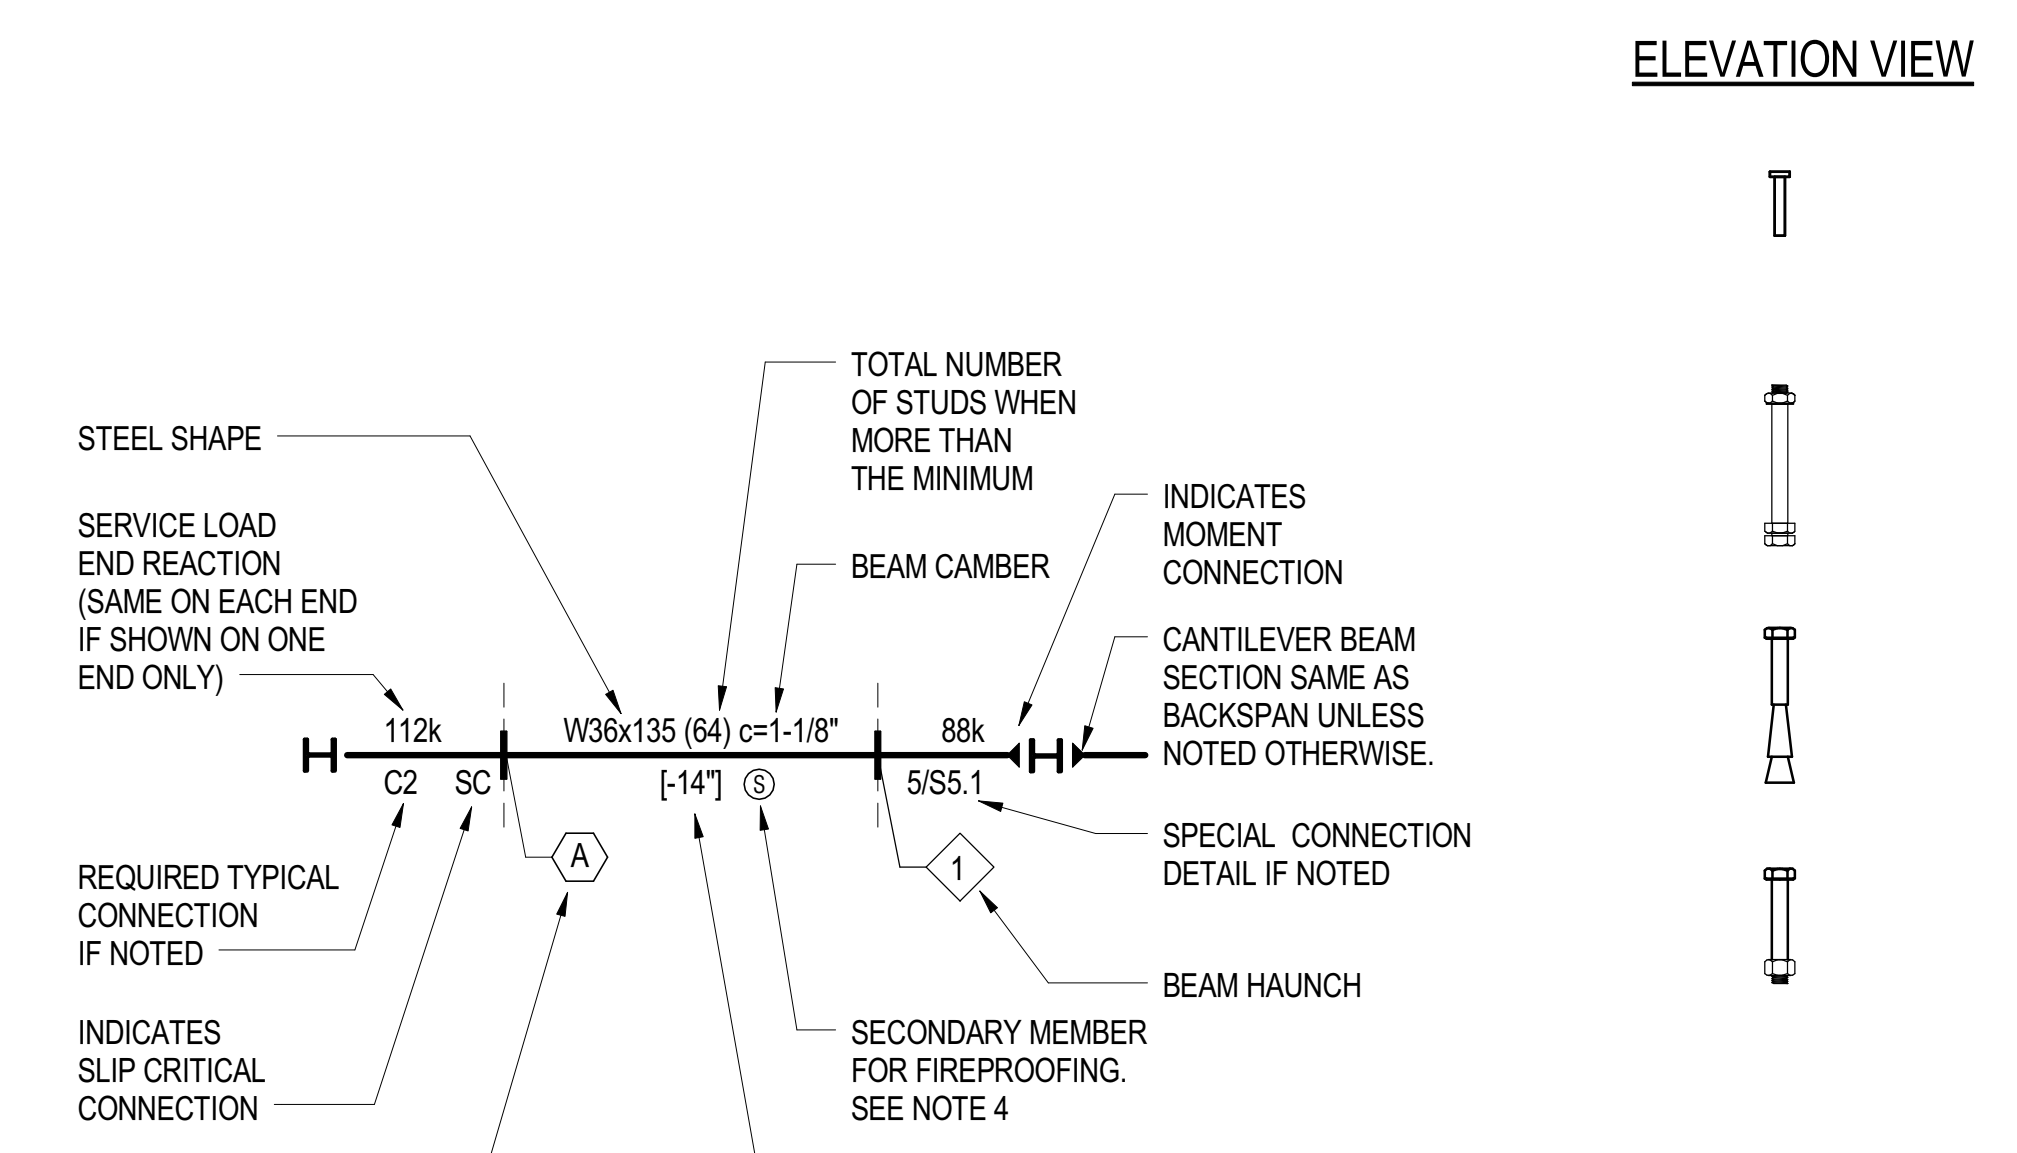 ELEVATION VIEW
TOTAL NUMBER
OF STUDS WHEN
MORE THAN
THE MINIMUM
STEEL SHAPE
INDICATES
MOMENT
CONNECTION
SERVICE LOAD
END REACTION
(SAME ON EACH END
IF SHOWN ON ONE
END ONLY)
BEAM CAMBER
CANTILEVER BEAM
SECTION SAME AS
BACKSPAN UNLESS
NOTED OTHERWISE.
112k W36x135 (64) c=1-1/8" 88k
C2 SC [-14"] S 5/S5.1
A
1
SPECIAL CONNECTION
DETAIL IF NOTED
REQUIRED TYPICAL
CONNECTION
IF NOTED
BEAM HAUNCH
INDICATES
SLIP CRITICAL
CONNECTION
SECONDARY MEMBER
FOR FIREPROOFING.
SEE NOTE 4